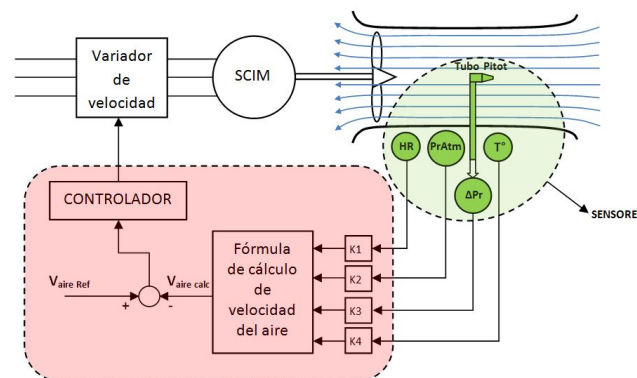 Variador
de
velocidad
SCIM
Tubo Pitot
HR
PrAtm
T°
ΔPr
SENSORE
CONTROLADOR
Fórmula
de cálculo
de
velocidad
del aire
K1
K2
K3
K4
Vaire Ref
+
-
Vaire calc